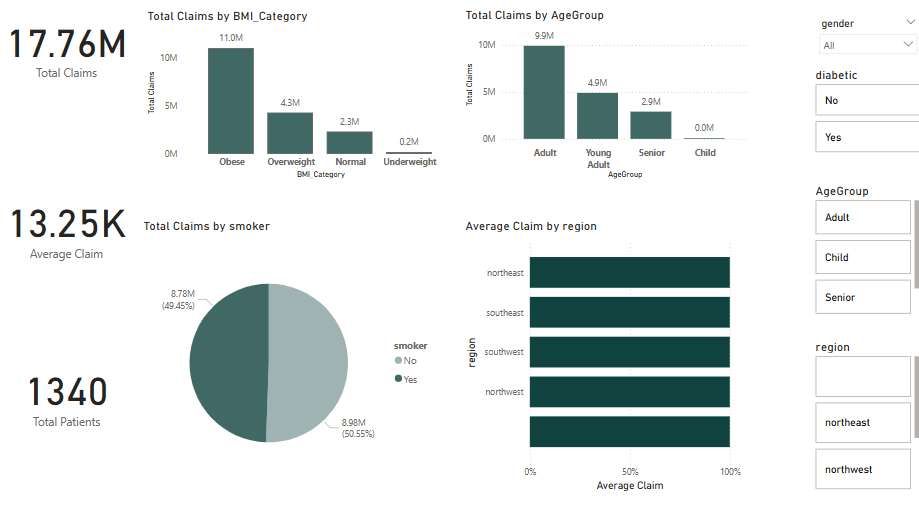 17.76M
Total Claims
Total Claims by BMI_Category
Total Claims
10M
5M
0M
11.0M
4.3M
2.3M
0.2M
Obese
Overweight
Normal
Underweight
BMI_Category
Total Claims by AgeGroup
Total Claims
10M
5M
0M
9.9M
4.9M
2.9M
0.0M
Adult
Young
Adult
Senior
Child
AgeGroup
gender
All
diabetic
No
Yes
13.25K
Average Claim
Total Claims by smoker
8.78M
(49.45%)
8.98M
(50.55%)
smoker
No
Yes
Average Claim by region
region
northeast
southeast
southwest
northwest
0%
50%
100%
Average Claim
AgeGroup
Adult
Child
Senior
region
northeast
northwest
1340
Total Patients